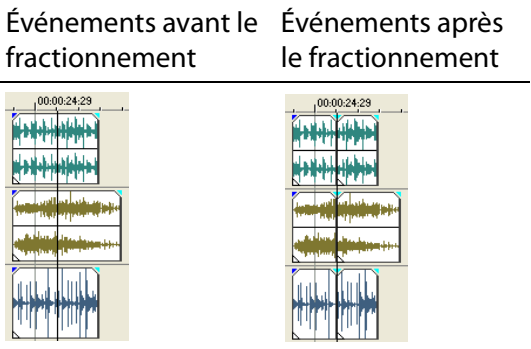 Événements avant le
fractionnement
Événements après
le fractionnement
00:00:24:29
00:00:24:29